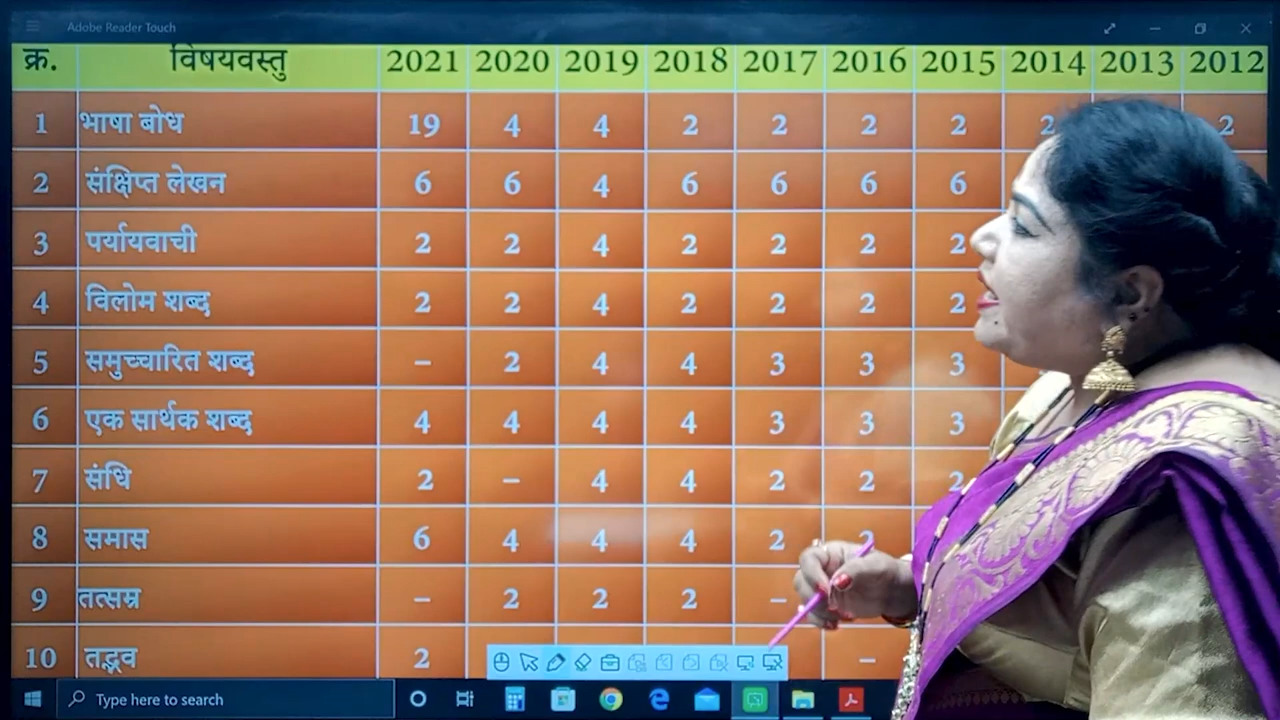 Adobe Reader Touch
क्र. विषयवस्तु 2021 2020 2019 2018 2017 2016 2015 2014 2013 2012
1 भाषा बोध 19 4 4 2 2 2 2 2 2
2 संक्षिप्त लेखन 6 6 4 6 6 6 6
3 पर्यायवाची 2 2 4 2 2 2 2
4 विलोम शब्द 2 2 4 2 2 2 2
5 समुच्चारित शब्द – 2 4 4 3 3 3
6 एक सार्थक शब्द 4 4 4 4 3 3 3
7 संधि 2 – 4 4 2 2 2
8 समास 6 4 4 4 2 2
9 तत्सम्र – 2 2 2 –
10 तद्भव 2 –
Type here to search